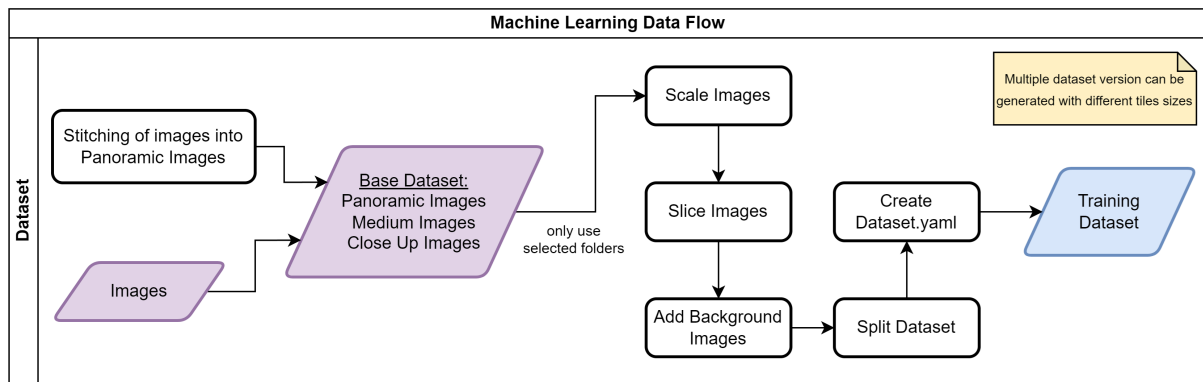 Machine Learning Data Flow
Dataset
Stitching of images into
Panoramic Images
Images
Base Dataset:
Panoramic Images
Medium Images
Close Up Images
only use
selected folders
Scale Images
Slice Images
Add Background
Images
Split Dataset
Create
Dataset.yaml
Training
Dataset
Multiple dataset version can be
generated with different tiles sizes